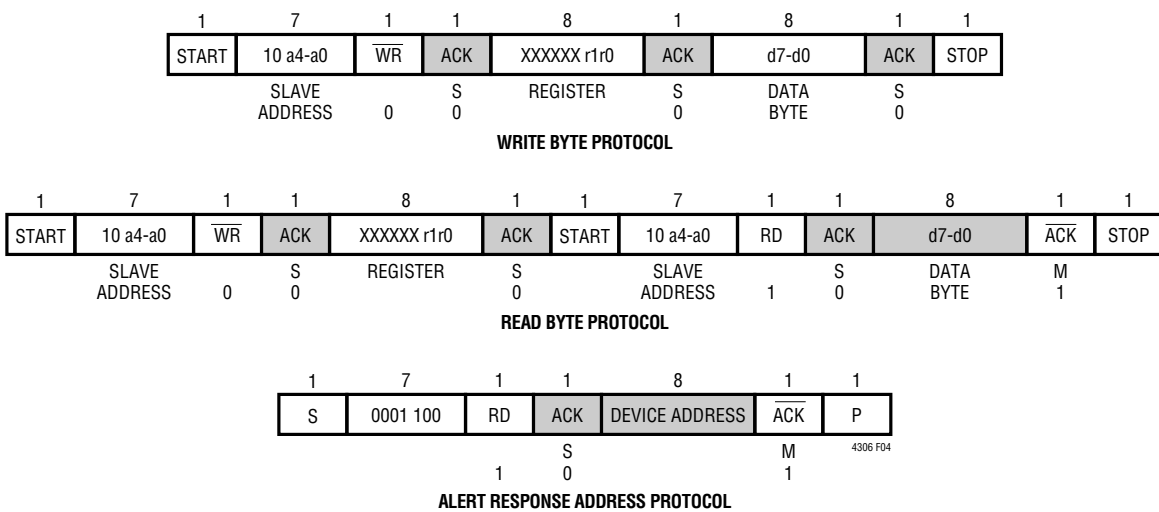 1 7 1 1 8 1 8 1 1
START 10 a4-a0 WR ACK XXXXXX r1r0 ACK d7-d0 ACK STOP
SLAVE S REGISTER S DATA S
ADDRESS 0 0 0 BYTE 0
WRITE BYTE PROTOCOL
1 7 1 1 8 1 1 7 1 1 8 1 1
START 10 a4-a0 WR ACK XXXXXX r1r0 ACK START 10 a4-a0 RD ACK d7-d0 ACK STOP
SLAVE S REGISTER S SLAVE S DATA M
ADDRESS 0 0 0 ADDRESS 1 0 BYTE 1
READ BYTE PROTOCOL
1 7 1 1 8 1 1
S 0001 100 RD ACK DEVICE ADDRESS ACK P
S M 4306 F04
1 0 1
ALERT RESPONSE ADDRESS PROTOCOL